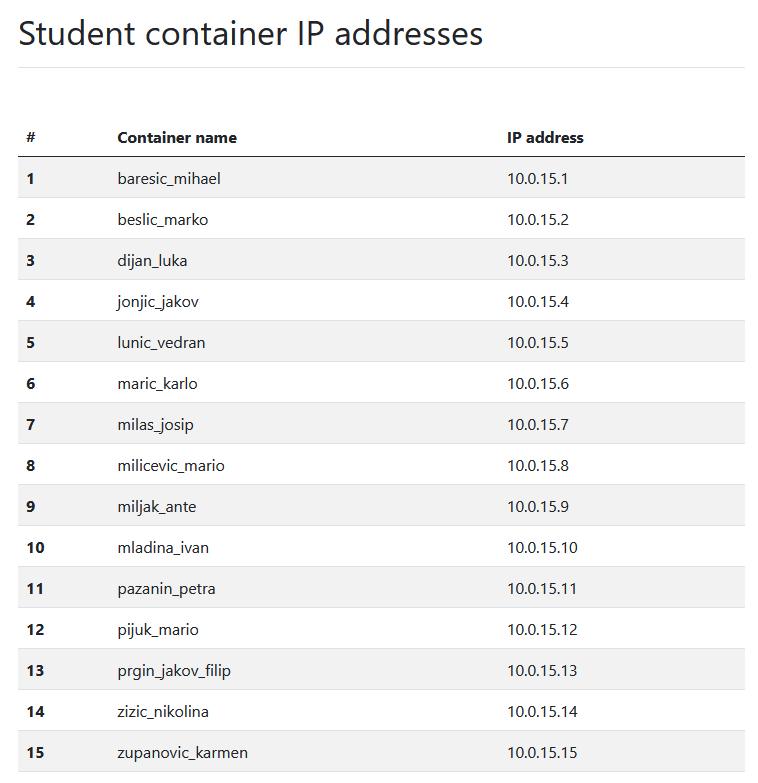 Student container IP addresses
# Container name IP address
1 baresic_mihael 10.0.15.1
2 beslic_marko 10.0.15.2
3 dijan_luka 10.0.15.3
4 jonjic_jakov 10.0.15.4
5 lunic_vedran 10.0.15.5
6 maric_karlo 10.0.15.6
7 milas_josip 10.0.15.7
8 milicevic_mario 10.0.15.8
9 miljak_ante 10.0.15.9
10 mladina_ivan 10.0.15.10
11 pazanin_petra 10.0.15.11
12 pijuk_mario 10.0.15.12
13 prgin_jakov_filip 10.0.15.13
14 zizic_nikolina 10.0.15.14
15 zupanovic_karmen 10.0.15.15